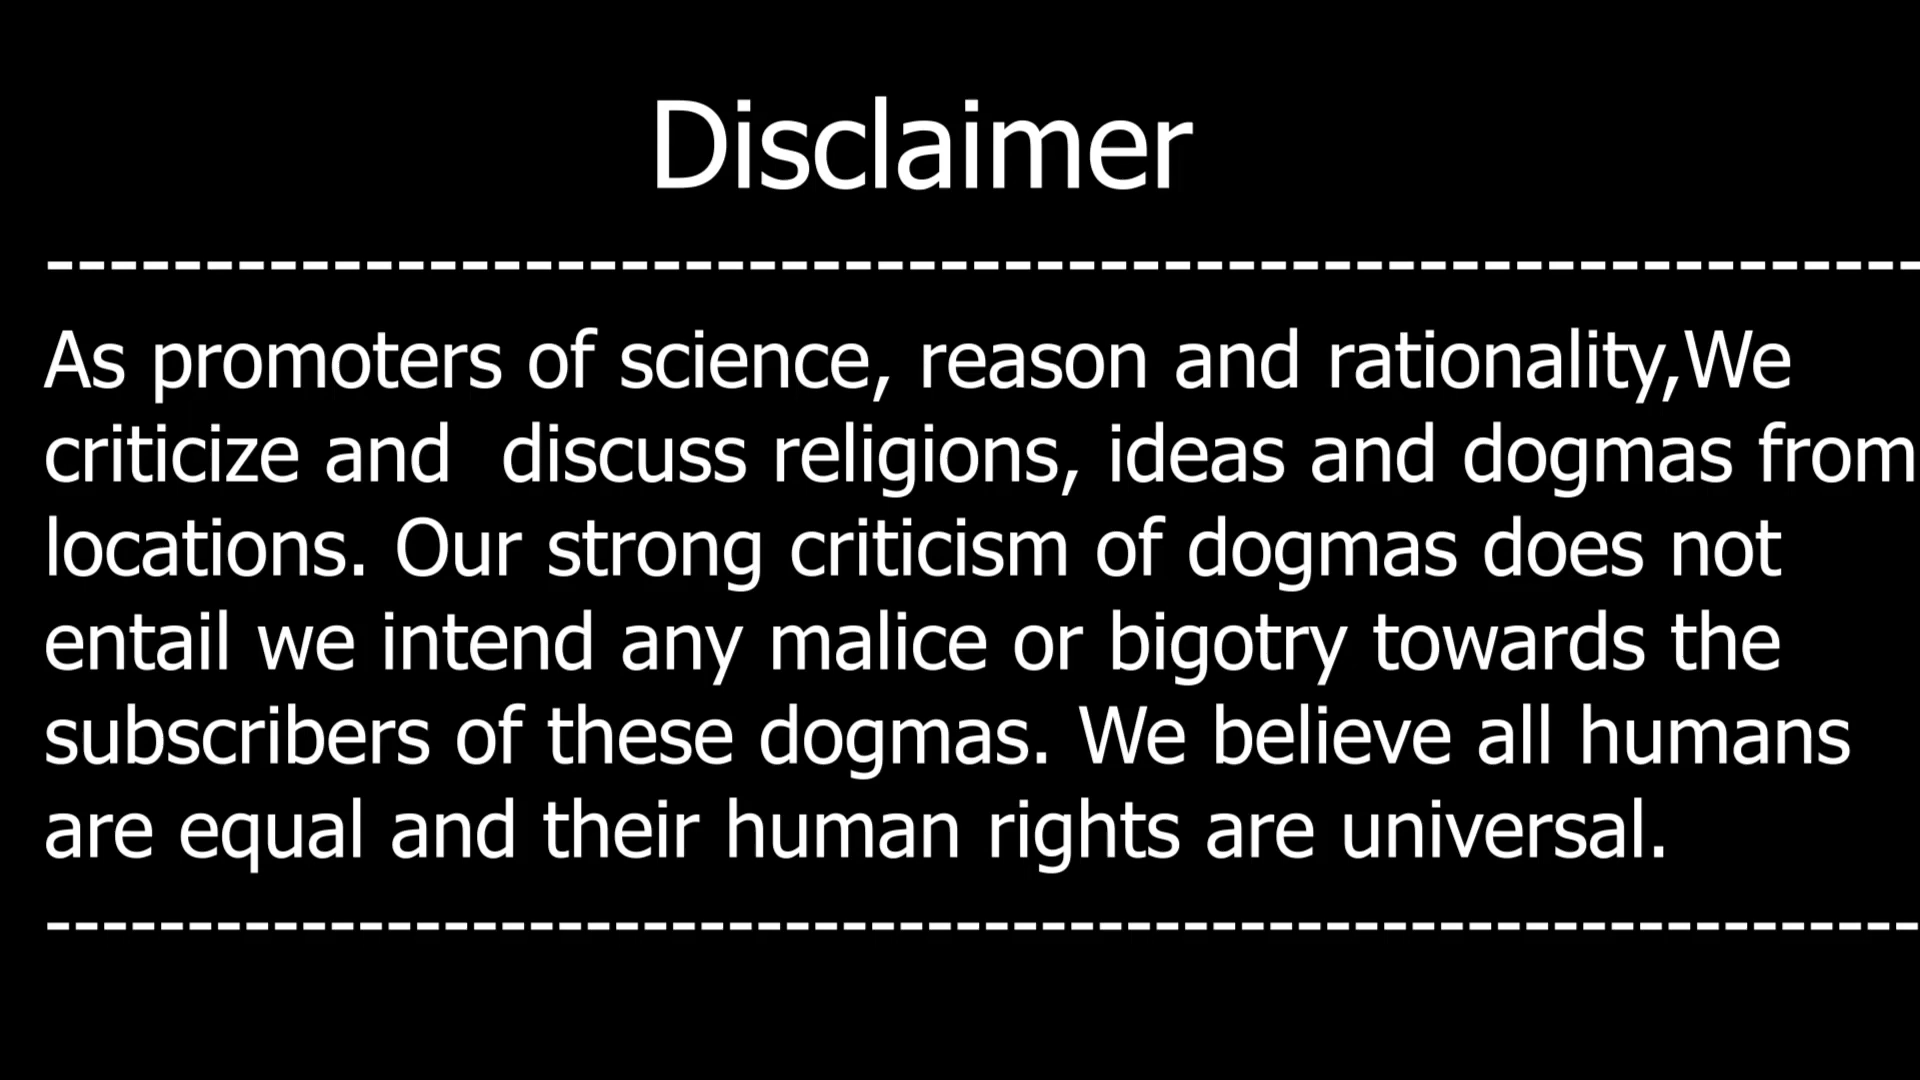 Disclaimer
-----------------------------------------------------------
As promoters of science, reason and rationality,We
criticize and  discuss religions, ideas and dogmas from
locations. Our strong criticism of dogmas does not
entail we intend any malice or bigotry towards the
subscribers of these dogmas. We believe all humans
are equal and their human rights are universal.
------------------------------------------------------------------